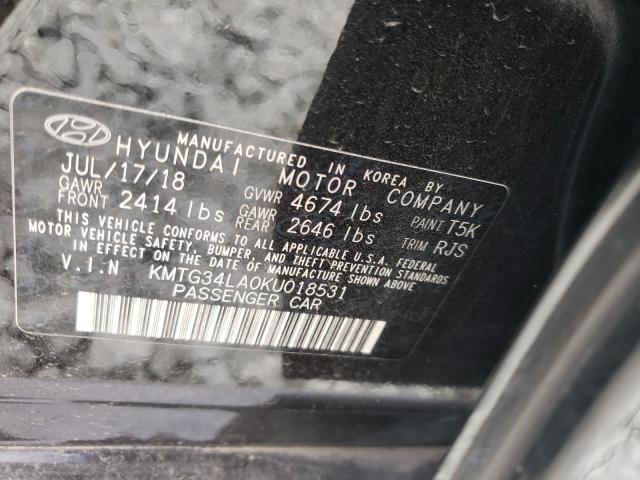 MANUFACTURED IN KOREA BY
HYUNDAI MOTOR COMPANY
JUL/17/18 GVWR 4674 lbs PAINT T5K
GAWR FRONT 2414 lbs GAWR REAR 2646 lbs TRIM RJS
THIS VEHICLE CONFORMS TO ALL APPLICABLE U.S.A. FEDERAL
MOTOR VEHICLE SAFETY, BUMPER, AND THEFT PREVENTION STANDARDS
IN EFFECT ON THE DATE OF MANUFACTURE SHOWN ABOVE.
V.I.N KMTG34LA0KU018531
PASSENGER CAR